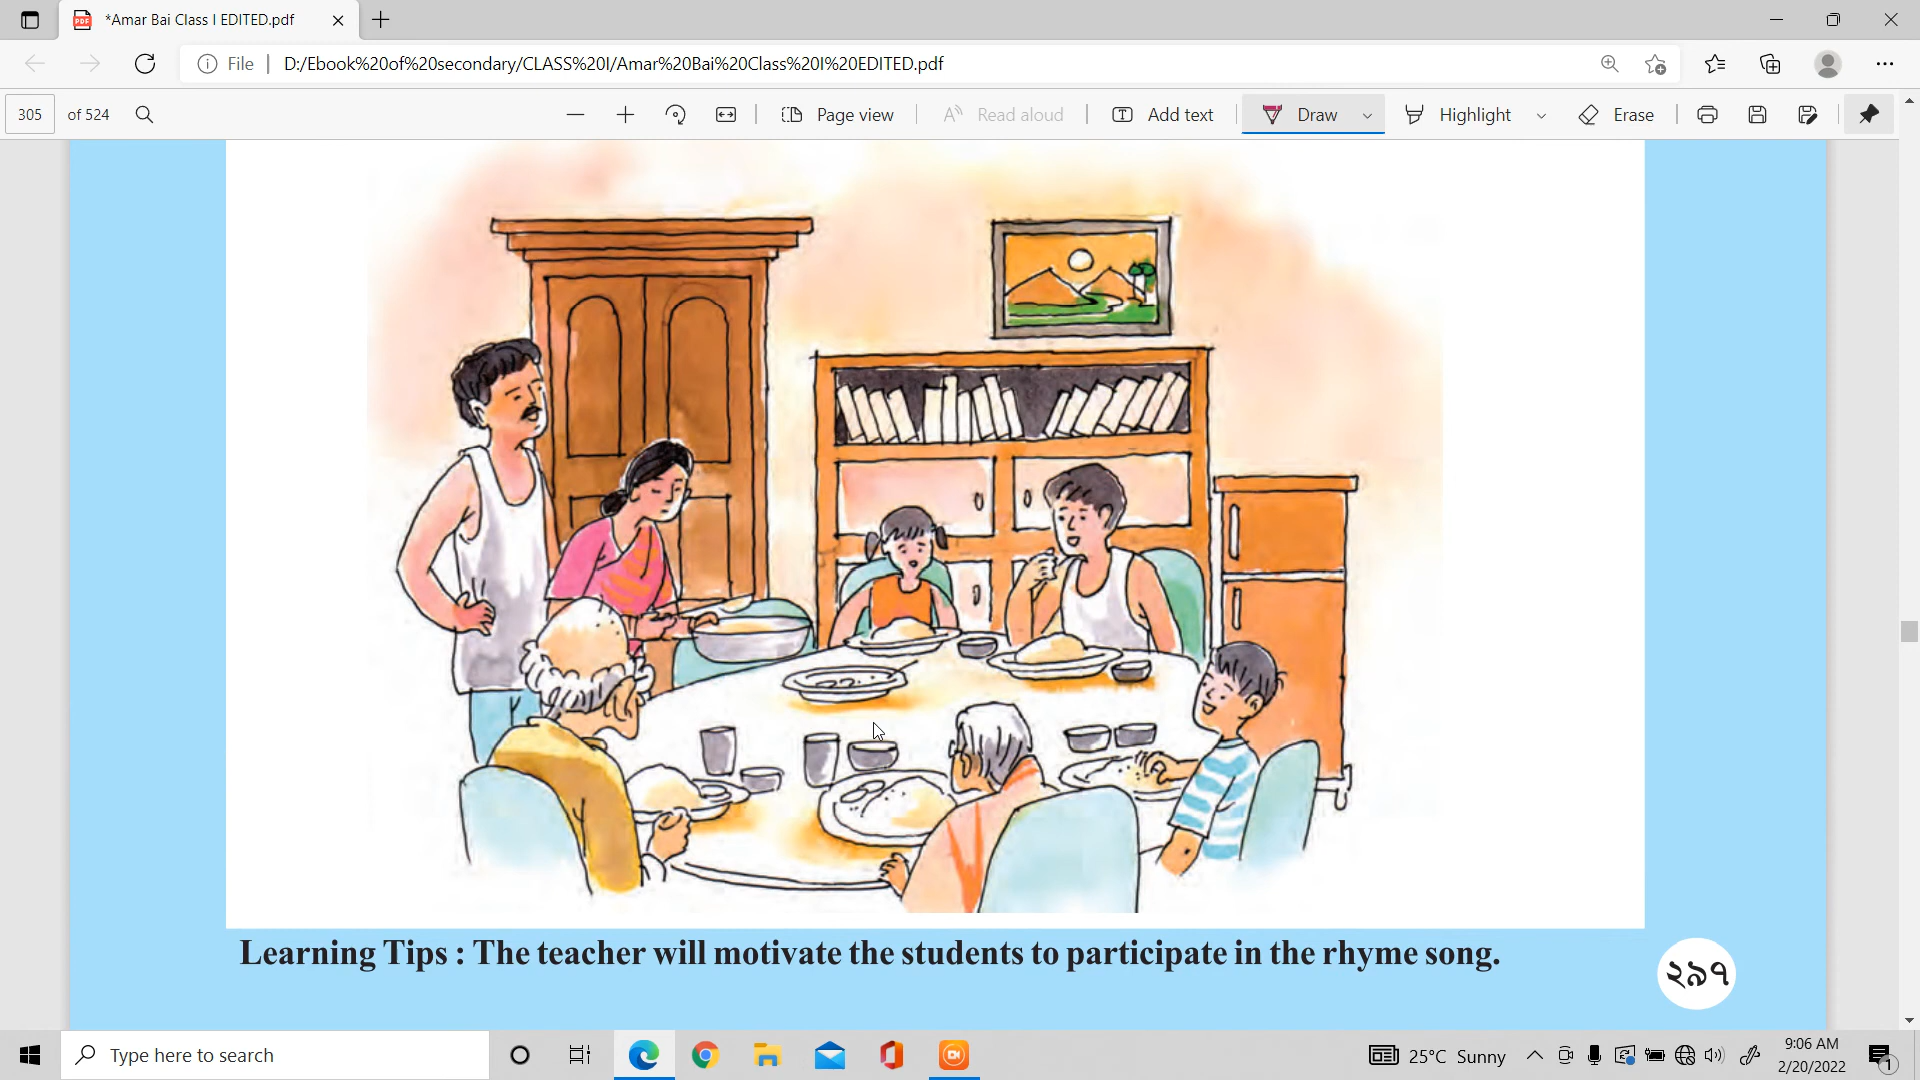 *Amar Bai Class I EDITED.pdf
File D:/Ebook%20of%20secondary/CLASS%20I/Amar%20Bai%20Class%20I%20EDITED.pdf
305 of 524 Page view Read aloud Add text Draw Highlight Erase
Learning Tips : The teacher will motivate the students to participate in the rhyme song.
২৯৭
Type here to search 25°C Sunny 9:06 AM
2/20/2022 1